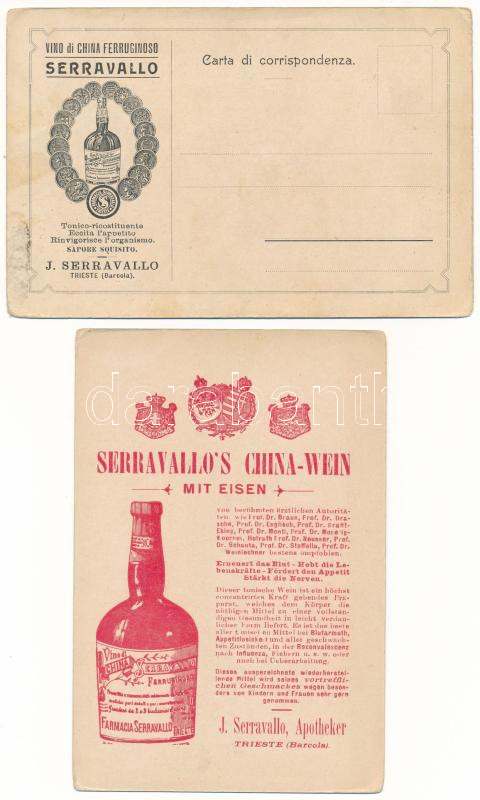 VINO di CHINA FERRUGINOSO
SERRAVALLO
Carta di corrispondenza.
Tonico-ricostituente
Eccita l'appetito
Rinvigorisce l'organismo.
SAPORE SQUISITO.
J. SERRAVALLO
TRIESTE (Barcola).
darabanth
SERRAVALLO'S CHINA-WEIN
MIT EISEN
von berühmten ärztlichen Autoritä-
ten, wie Prof. Dr. Braun, Prof. Dr. Dra-
sche, Prof. Dr. Englisch, Prof. Dr. Krafft-
Ebing, Prof. Dr. Monti, Prof. Dr.
Hofrath Prof. Dr. Neusser, Prof.
Dr. Schauta, Prof. Dr. Stoffella, Prof. Dr.
Weinlechner bestens empfohlen.
Erneuert das Blut - Hebt die Le-
benskräfte - Fördert den Appetit
Stärkt die Nerven.
Dieser tonische Wein ist ein höchst
concentrirtes Kraft gebendes Prä-
parat, welches dem Körper die
nöthigen Mittel zu einer vollstän-
digen Gesundheit in leicht verdau-
licher Form liefert. Es ist das beste
aller tonischen Mittel bei Blutarmuth,
Appetitlosigkeit und allen geschwäch-
ten Zuständen, in der Reconvalescenz
nach Influenza, Fiebern u. s. w. oder
auch bei Ueberarbeitung.
Dieses ausgezeichnete wiederherstel-
lende Mittel wird seines vortreffli-
chen Geschmackes wegen beson-
ders von Kindern und Frauen sehr gern
genommen.
J. Serravallo, Apotheker
TRIESTE (Barcola).
Vino di
CHINA SERRAVALLO
FERRUGINOSO
FARMACIA SERRAVALLO
TRIESTE